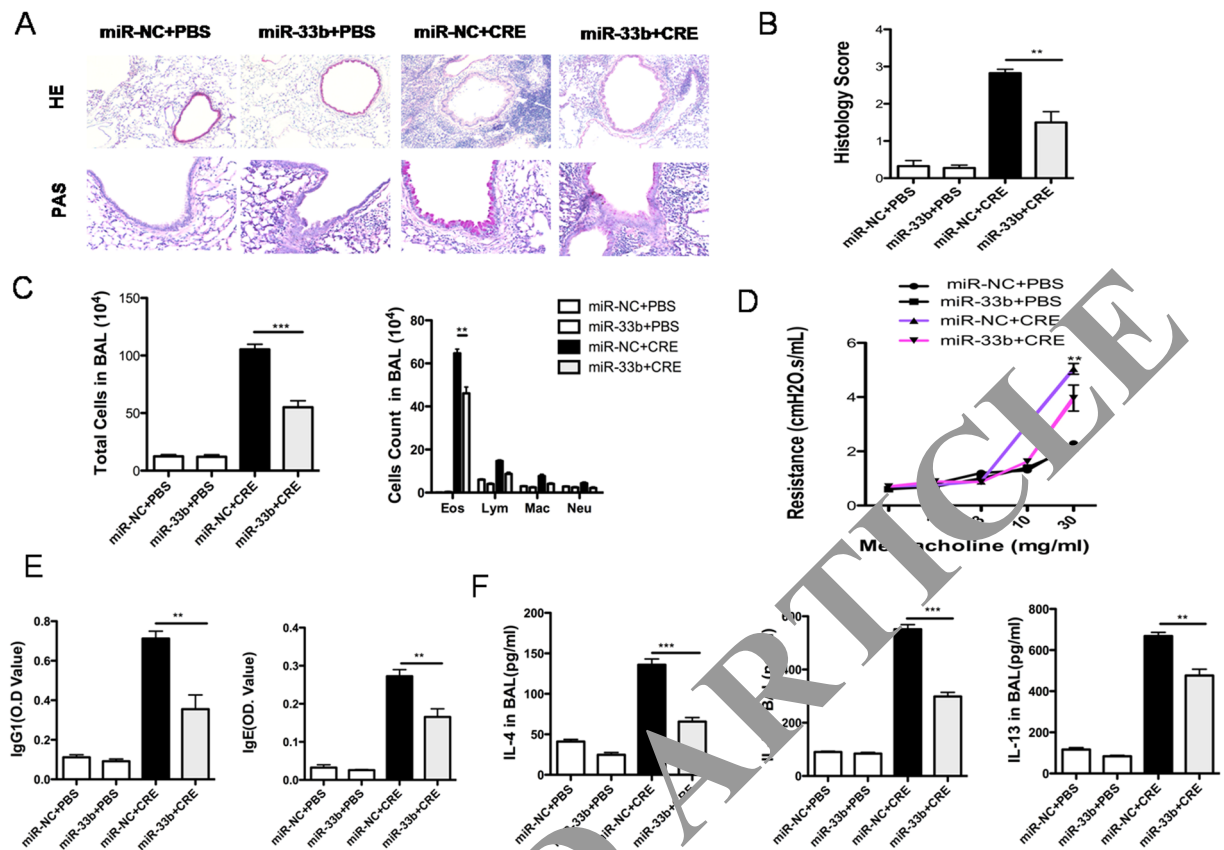 A
miR-NC+PBS
miR-33b+PBS
miR-NC+CRE
miR-33b+CRE
HE
PAS
B
Histology Score
4
3
2
1
0
**
miR-NC+PBS
miR-33b+PBS
miR-NC+CRE
miR-33b+CRE
C
Total Cells in BAL (10⁴)
150
100
50
0
***
miR-NC+PBS
miR-33b+PBS
miR-NC+CRE
miR-33b+CRE
Cells Count in BAL (10⁴)
80
60
40
20
0
**
Eos Lym Mac Neu
miR-NC+PBS
miR-33b+PBS
miR-NC+CRE
miR-33b+CRE
D
miR-NC+PBS
miR-33b+PBS
miR-NC+CRE
miR-33b+CRE
Resistance (cmH2O.s/mL)
6
4
2
0
**
10
30
(mg/ml)
E
IgG1(O.D Value)
0.8
0.6
0.4
0.2
0.0
**
miR-NC+PBS
miR-33b+PBS
miR-NC+CRE
miR-33b+CRE
IgE(OD. Value)
0.4
0.3
0.2
0.1
0.0
**
miR-NC+PBS
miR-33b+PBS
miR-NC+CRE
miR-33b+CRE
F
IL-4 in BAL(pg/ml)
200
150
100
50
0
***
miR-NC+PBS
miR-33b+PBS
miR-NC+CRE
BAL
600
400
200
0
***
miR-NC+PBS
miR-33b+PBS
miR-NC+CRE
miR-33b+CRE
IL-13 in BAL(pg/ml)
800
600
400
200
0
**
miR-NC+PBS
miR-33b+PBS
miR-NC+CRE
miR-33b+CRE
ARTICLE